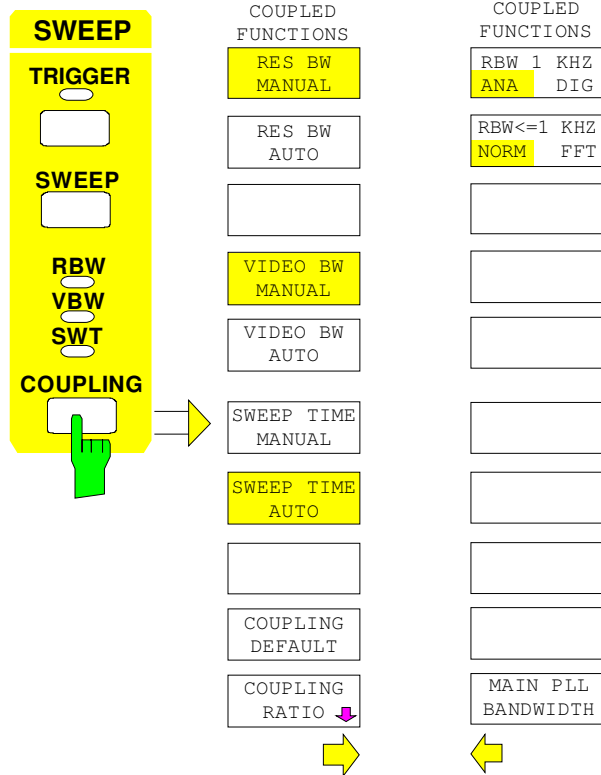 SWEEP
TRIGGER
SWEEP
RBW
VBW
SWT
COUPLING
COUPLED
FUNCTIONS
RES BW
MANUAL
RES BW
AUTO
VIDEO BW
MANUAL
VIDEO BW
AUTO
SWEEP TIME
MANUAL
SWEEP TIME
AUTO
COUPLING
DEFAULT
COUPLING
RATIO
COUPLED
FUNCTIONS
RBW 1 KHZ
ANA DIG
RBW<=1 KHZ
NORM FFT
MAIN PLL
BANDWIDTH